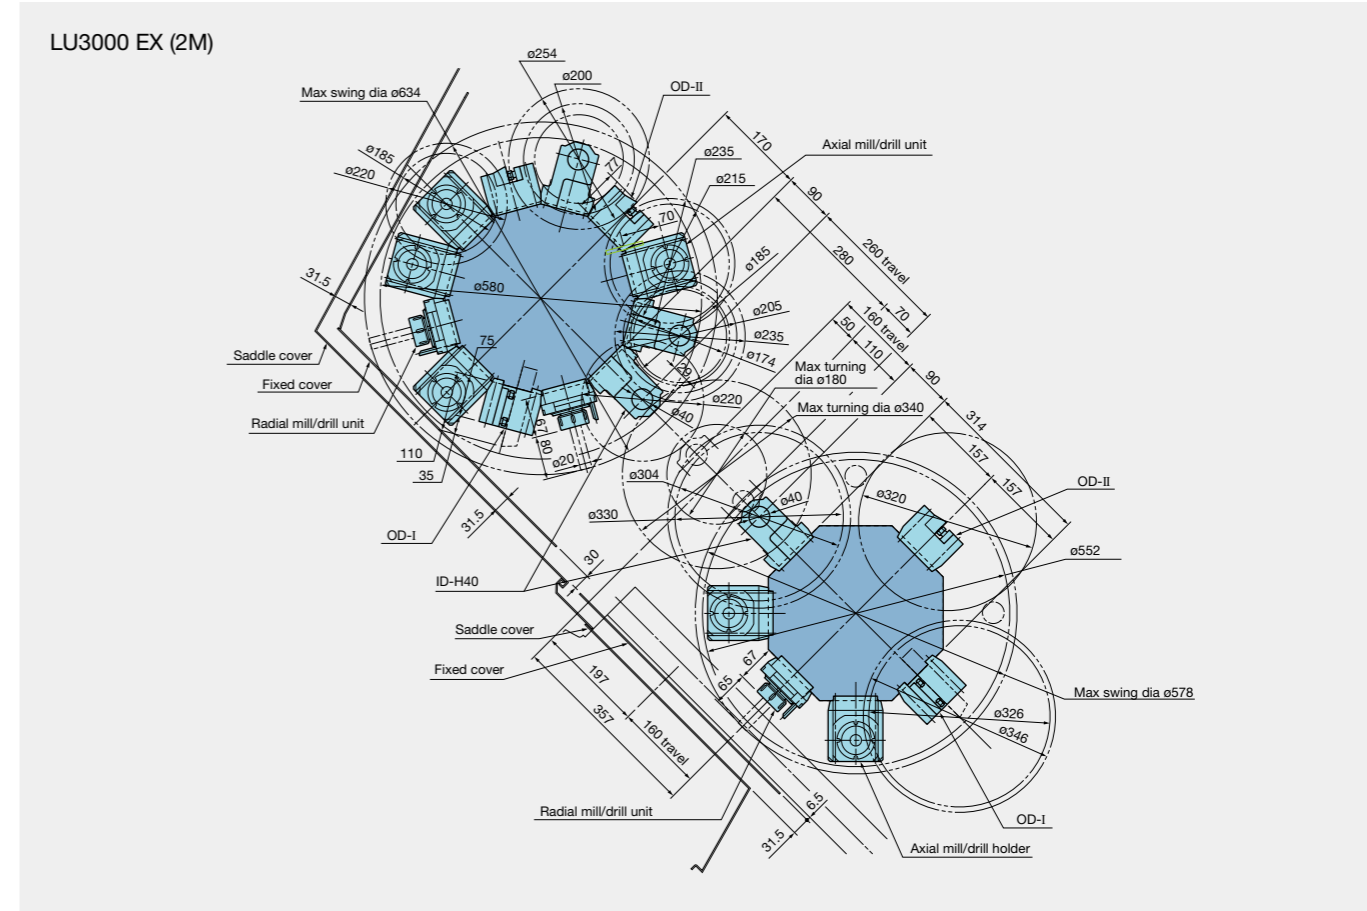 LU3000 EX (2M)
ø254
ø200
OD-II
Max swing dia ø634
170
Axial mill/drill unit
ø185
ø220
77
ø235
ø215
90
70
260 travel
280
ø185
31.5
ø580
70
160 travel
ø205
50
ø235
110
75
ø174
Saddle cover
29
Max turning
dia ø180
90
Fixed cover
ø220
Max turning dia ø340
314
ø40
Radial mill/drill unit
67
80
157
110
ø20
35
ø304
157
OD-II
ø320
ø40
ø330
31.5
OD-I
ø552
30
ID-H40
Saddle cover
67
Fixed cover
65
197
Max swing dia ø578
357
ø326
ø346
160 travel
Radial mill/drill unit
6.5
OD-I
31.5
Axial mill/drill holder